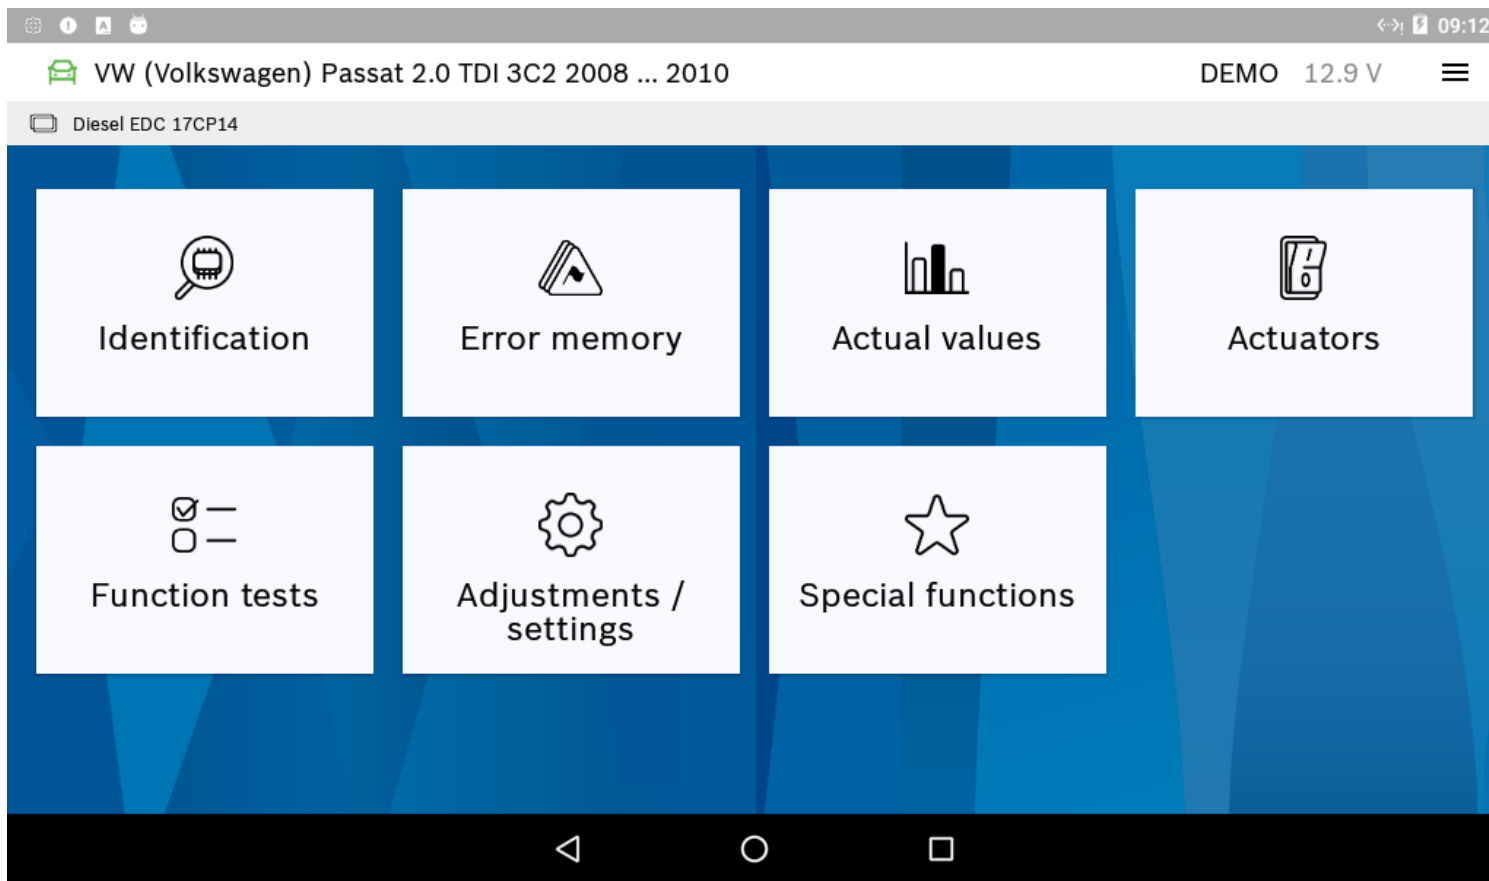 09:12
VW (Volkswagen) Passat 2.0 TDI 3C2 2008 ... 2010
DEMO 12.9 V
Diesel EDC 17CP14
Identification
Error memory
Actual values
Actuators
Function tests
Adjustments /
settings
Special functions